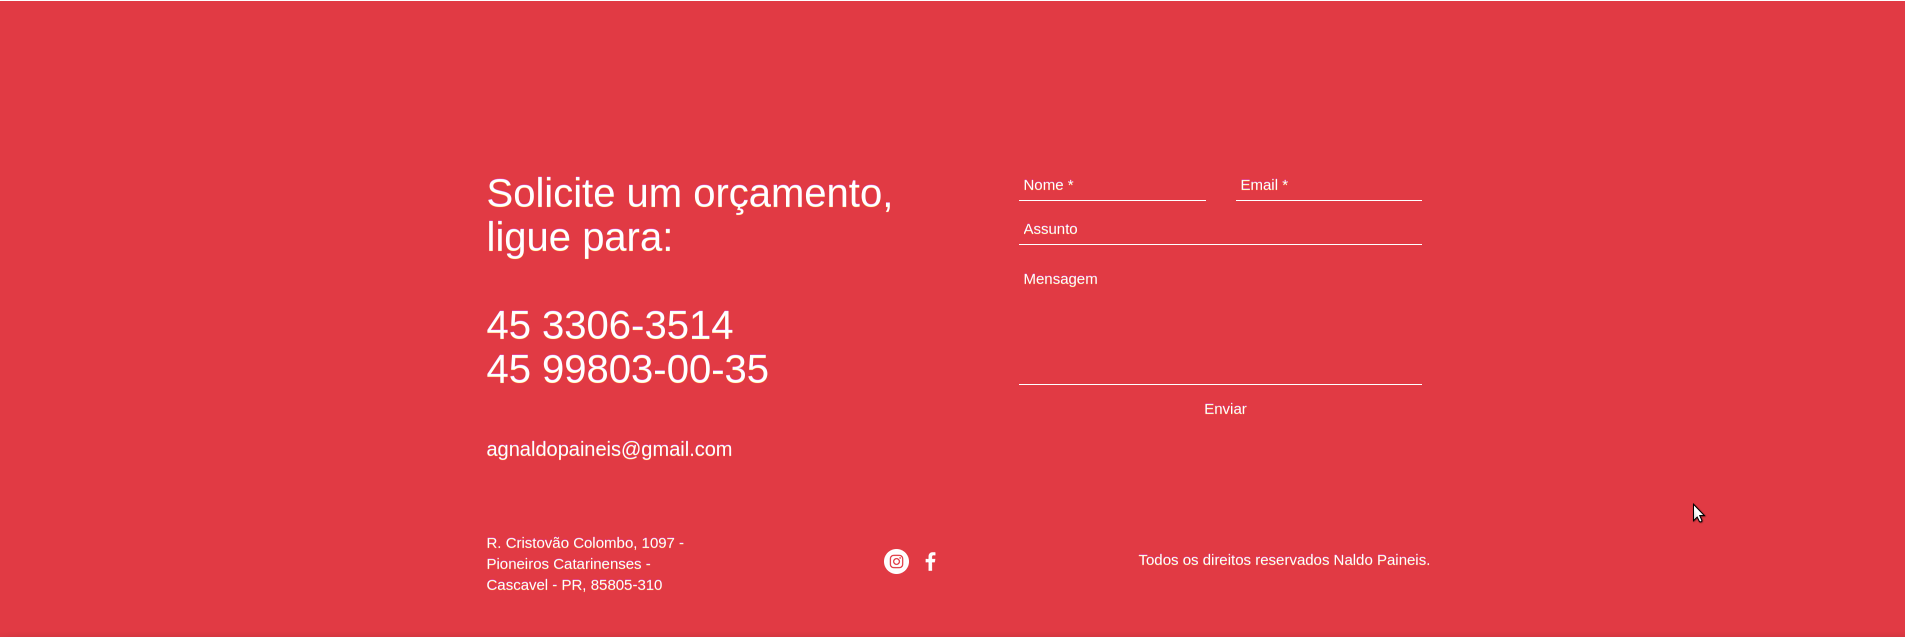 Solicite um orçamento,
ligue para:
45 3306-3514
45 99803-00-35
agnaldopaineis@gmail.com
Nome *
Email *
Assunto
Mensagem
Enviar
R. Cristovão Colombo, 1097 -
Pioneiros Catarinenses -
Cascavel - PR, 85805-310
Todos os direitos reservados Naldo Paineis.